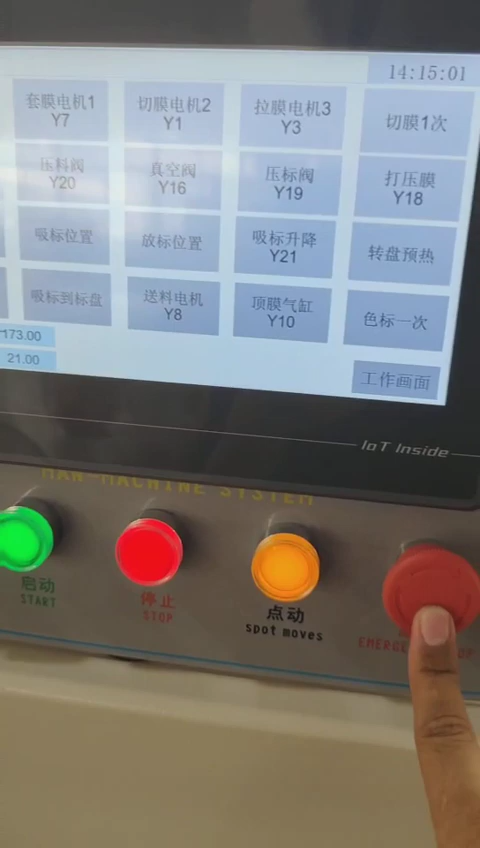 14:15:01
套膜电机1
Y7
切膜电机2
Y1
拉膜电机3
Y3
切膜1次
压料阀
Y20
真空阀
Y16
压标阀
Y19
打压膜
Y18
吸标位置
放标位置
吸标升降
Y21
转盘预热
吸标到标盘
送料电机
Y8
顶膜气缸
Y10
色标一次
173.00
21.00
工作画面
IoT Inside
MAN-MACHINE SYSTEM
启动
START
停止
STOP
点动
spot moves